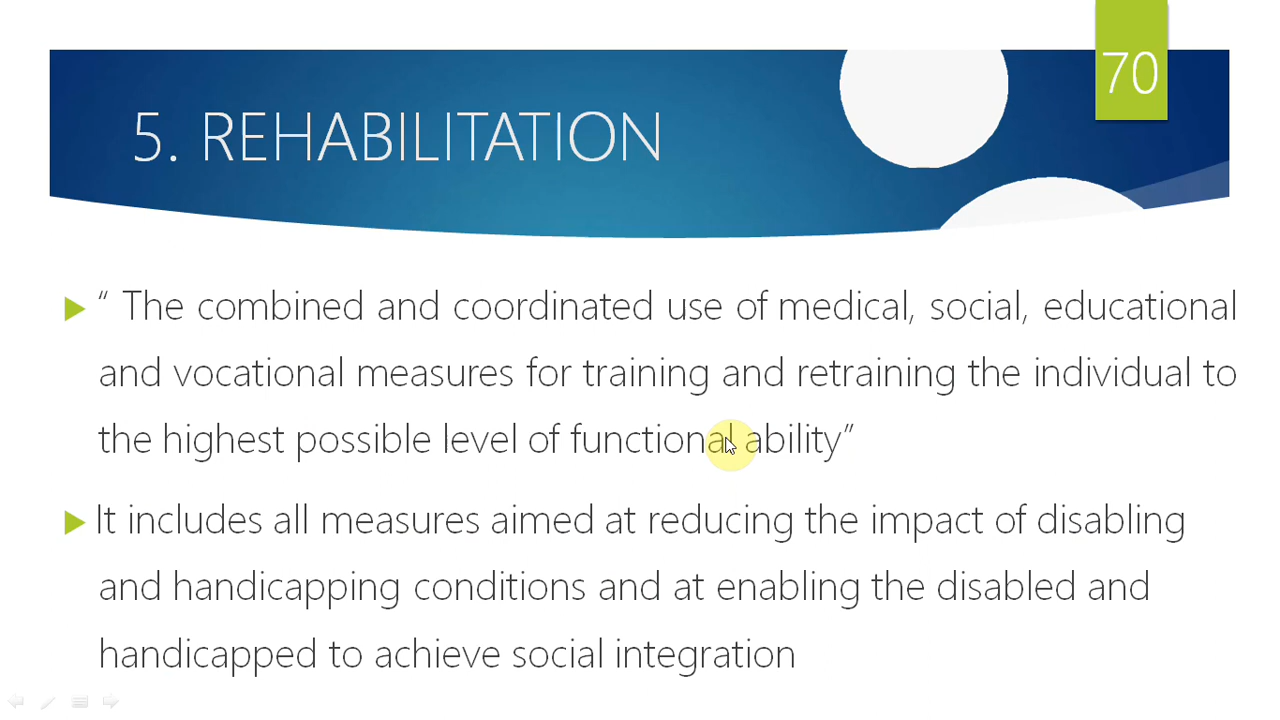 70
5. REHABILITATION
“ The combined and coordinated use of medical, social, educational
and vocational measures for training and retraining the individual to
the highest possible level of functional ability”
It includes all measures aimed at reducing the impact of disabling
and handicapping conditions and at enabling the disabled and
handicapped to achieve social integration